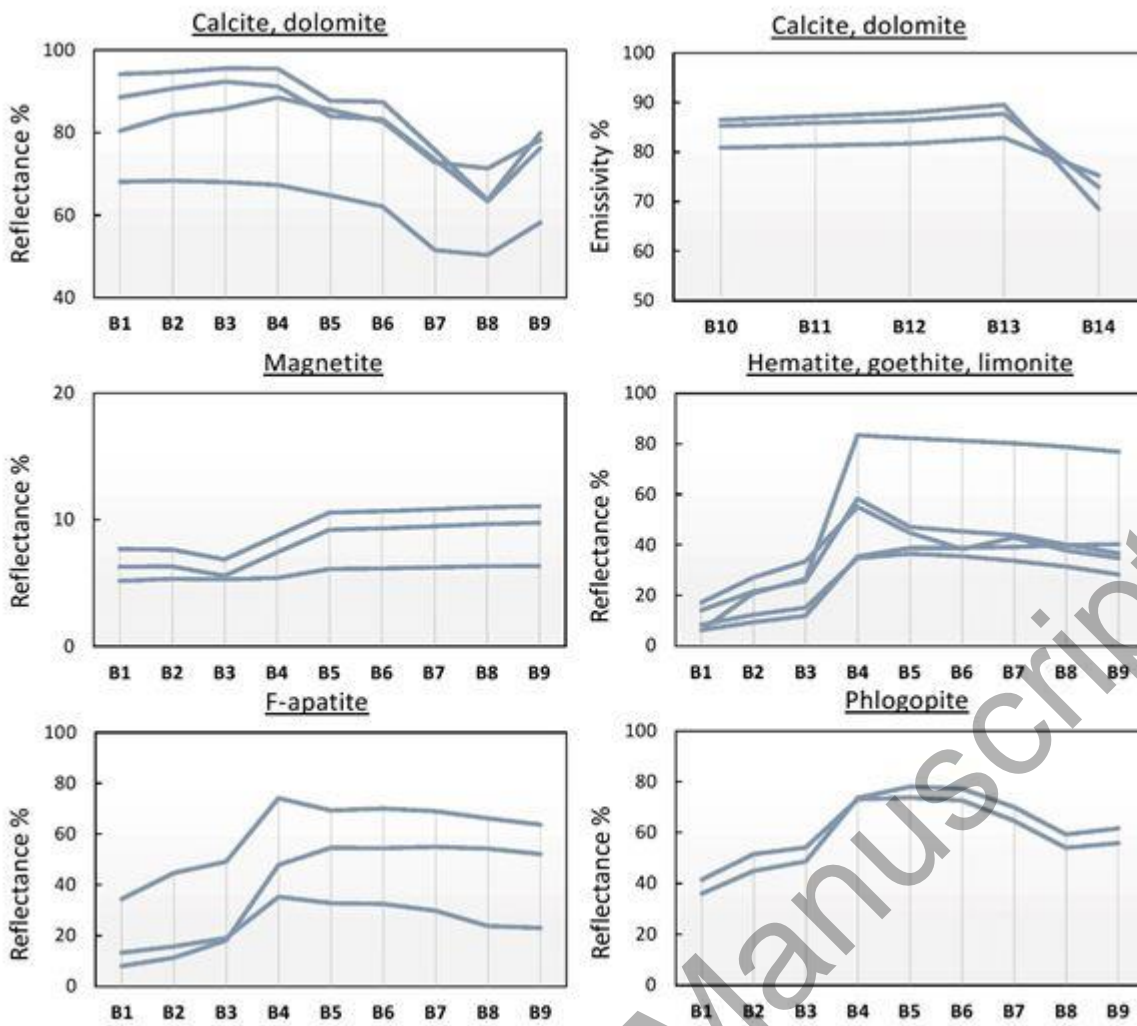 Calcite, dolomite
Reflectance %
100
80
60
40
B1 B2 B3 B4 B5 B6 B7 B8 B9
Calcite, dolomite
Emissivity %
100
90
80
70
60
50
B10 B11 B12 B13 B14
Magnetite
Reflectance %
20
10
0
B1 B2 B3 B4 B5 B6 B7 B8 B9
Hematite, goethite, limonite
Reflectance %
100
80
60
40
20
0
B1 B2 B3 B4 B5 B6 B7 B8 B9
F-apatite
Reflectance %
100
80
60
40
20
0
B1 B2 B3 B4 B5 B6 B7 B8 B9
Phlogopite
Reflectance %
100
80
60
40
20
0
B1 B2 B3 B4 B5 B6 B7 B8 B9
Manuscript